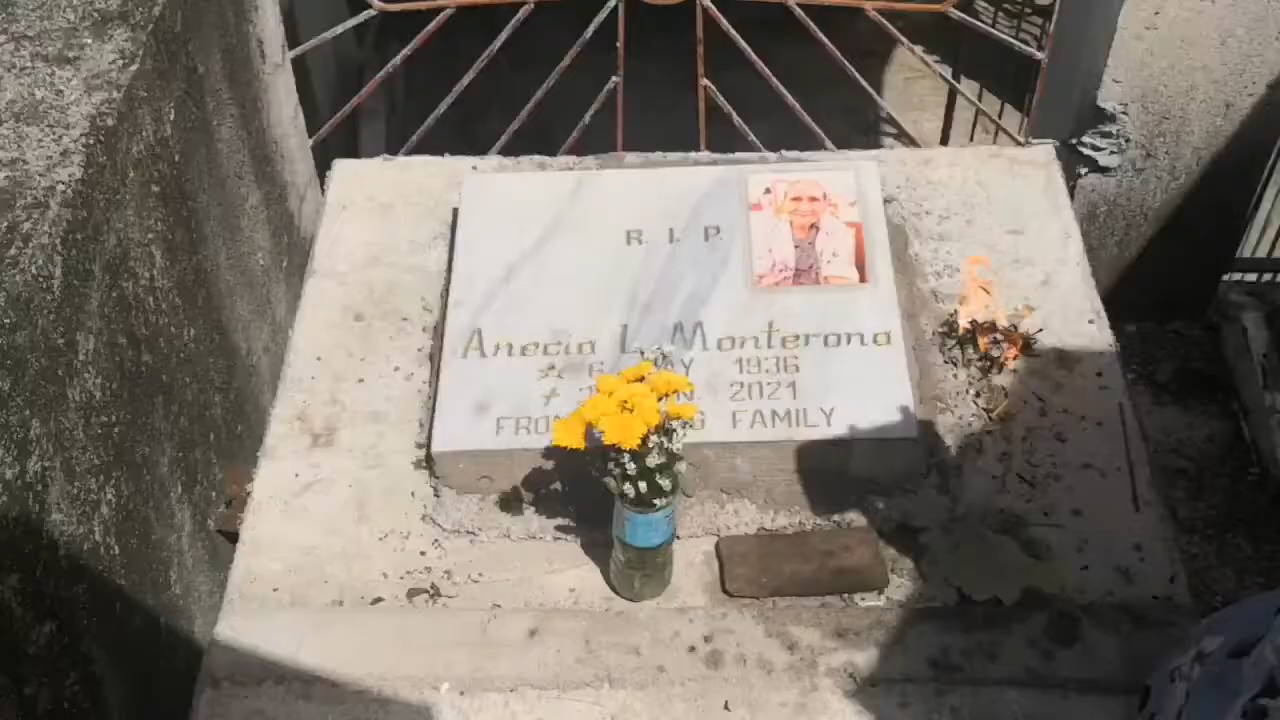 R. I. P.
Anecia L. Monterona
1936
2021
FAMILY